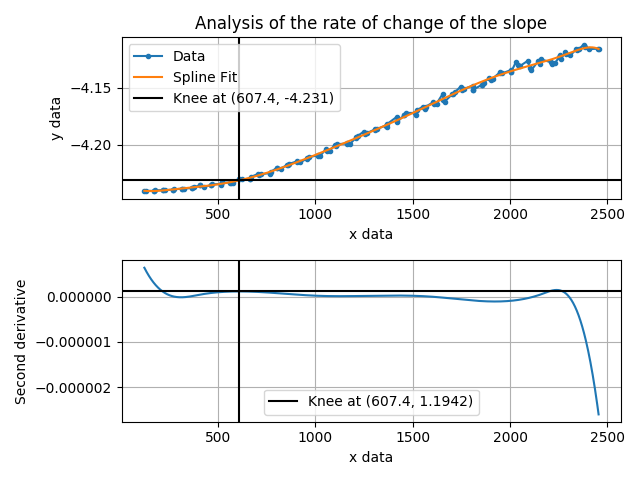 Analysis of the rate of change of the slope
Data
Spline Fit
Knee at (607.4, -4.231)
−4.15
−4.20
y data
500 1000 1500 2000 2500
x data
0.000000
−0.000001
−0.000002
Second derivative
Knee at (607.4, 1.1942)
500 1000 1500 2000 2500
x data